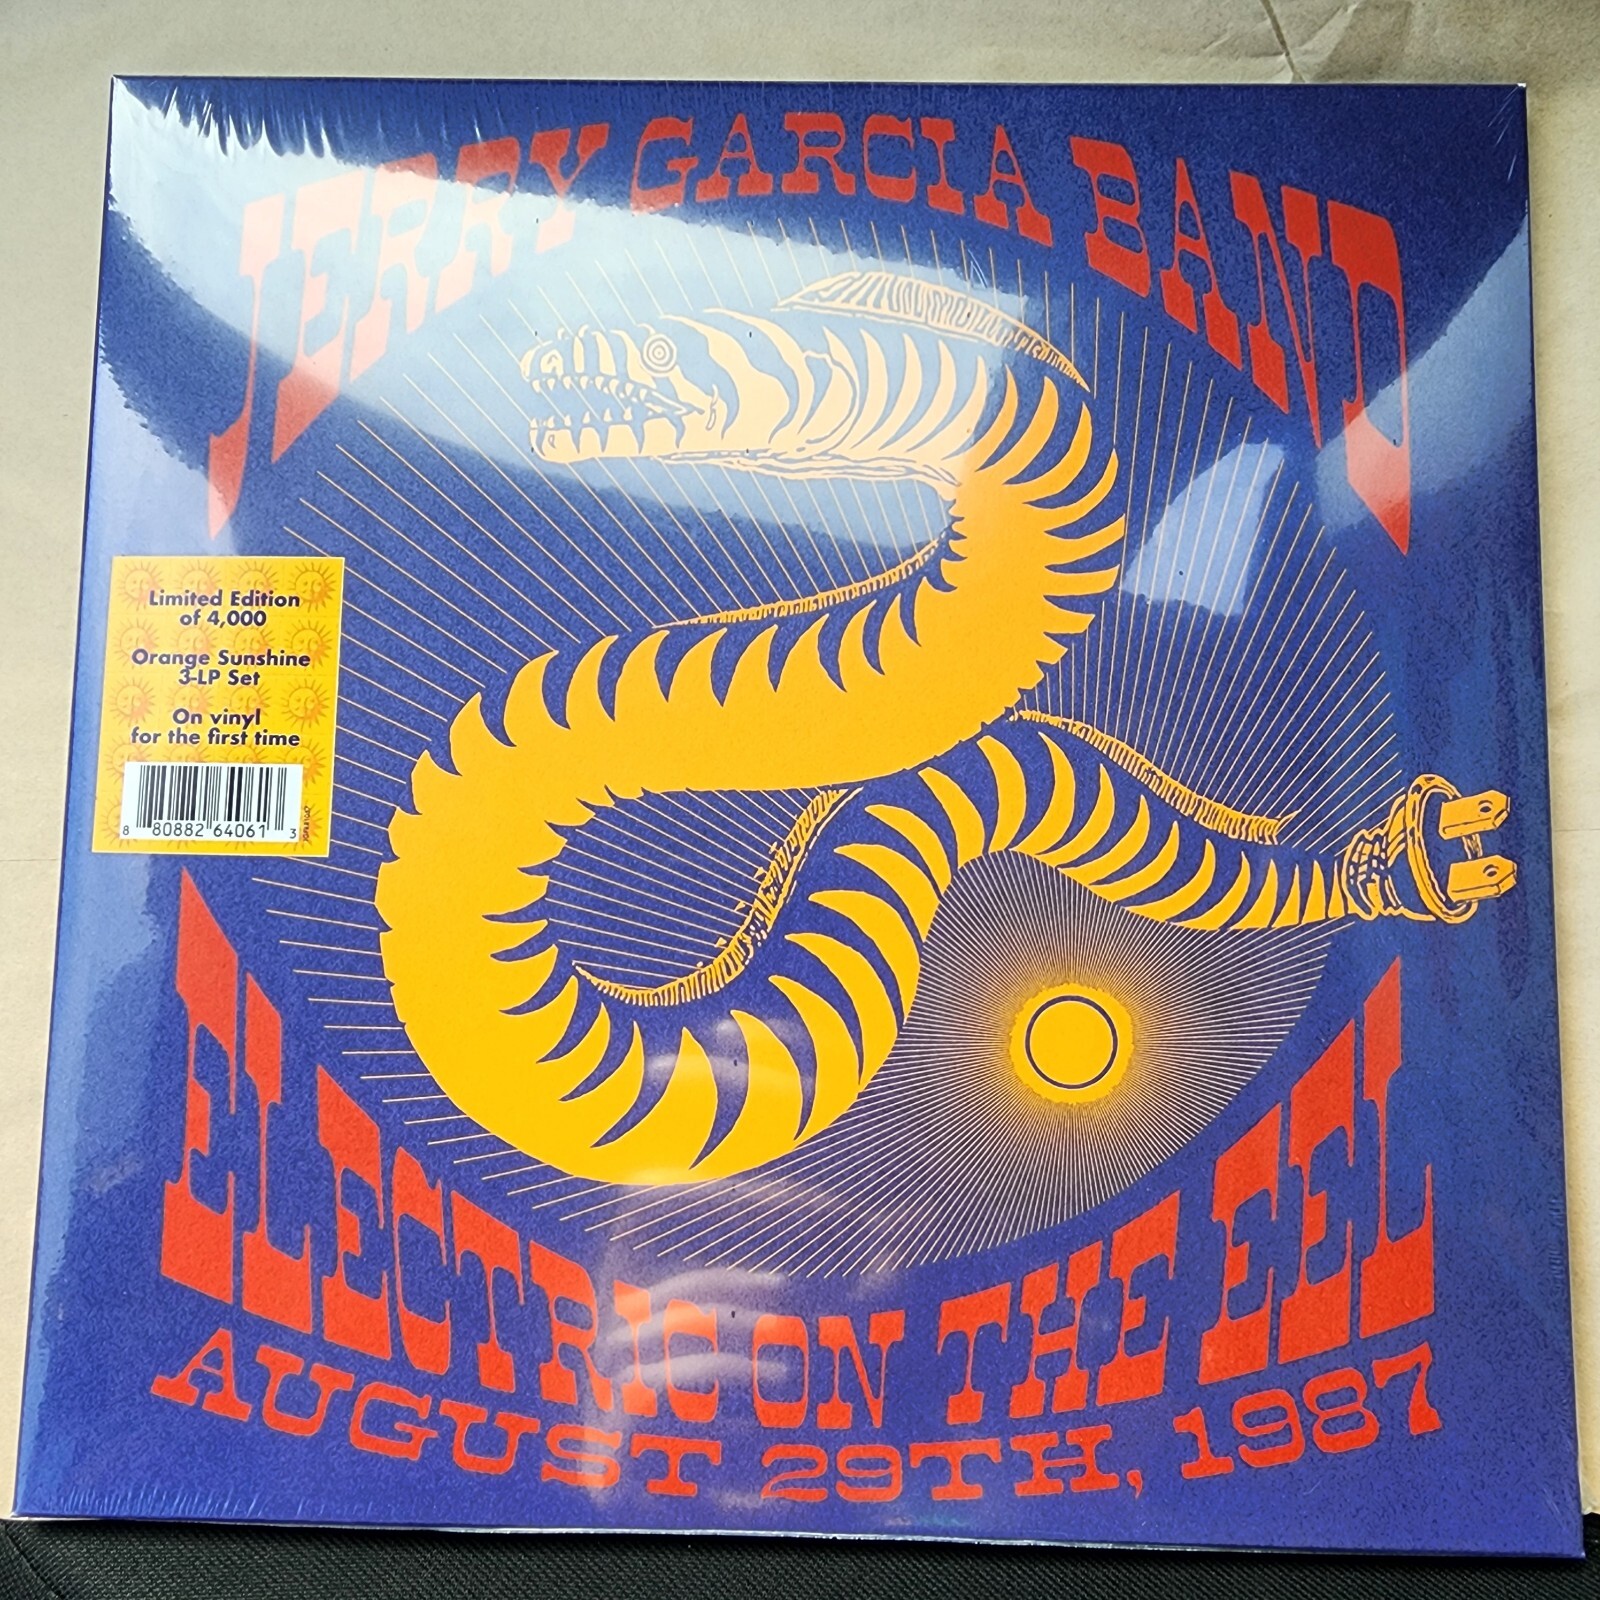 JERRY GARCIA BAND
Limited Edition
of 4,000
Orange Sunshine
3-LP Set
On vinyl
for the first time
8 80882 64061 3
ELECTRIC ON THE EEL
AUGUST 29TH, 1987